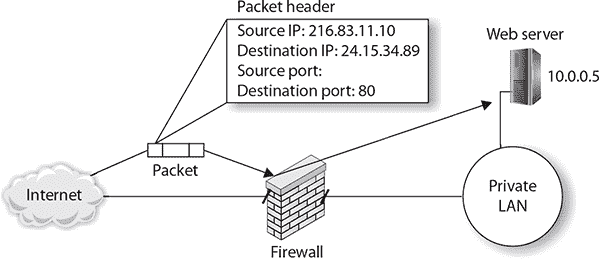 Packet header
Source IP: 216.83.11.10
Destination IP: 24.15.34.89
Source port:
Destination port: 80
Web server
10.0.0.5
Packet
Internet
Private
LAN
Firewall